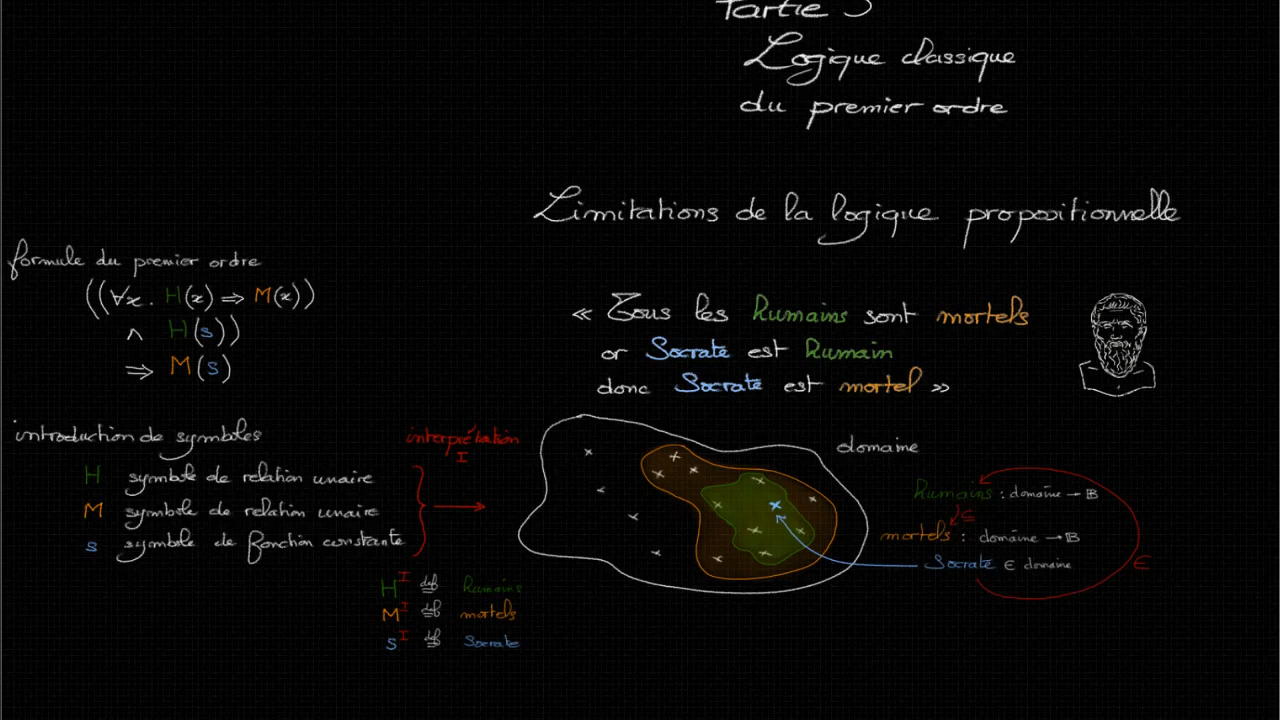 Partie 3
Logique classique
du premier ordre
Limitations de la logique propositionnelle
formule du premier ordre
((∀x. H(x) ⇒ M(x))
∧ H(s))
⇒ M(s)
« Tous les humains sont mortels
or Socrate est humain
donc Socrate est mortel »
introduction de symboles
H symbole de relation unaire
M symbole de relation unaire
s symbole de fonction constante
interprétation
I
domaine
humains : domaine → 𝔹
⊆
mortels : domaine → 𝔹
Socrate ∈ domaine
∈
H^I ≝ humains
M^I ≝ mortels
s^I ≝ Socrate